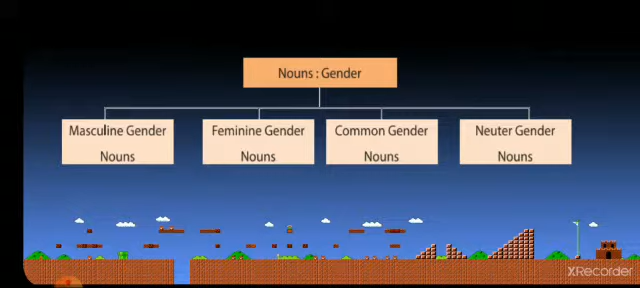 Nouns : Gender
Masculine Gender
Nouns
Feminine Gender
Nouns
Common Gender
Nouns
Neuter Gender
Nouns
XRecorder